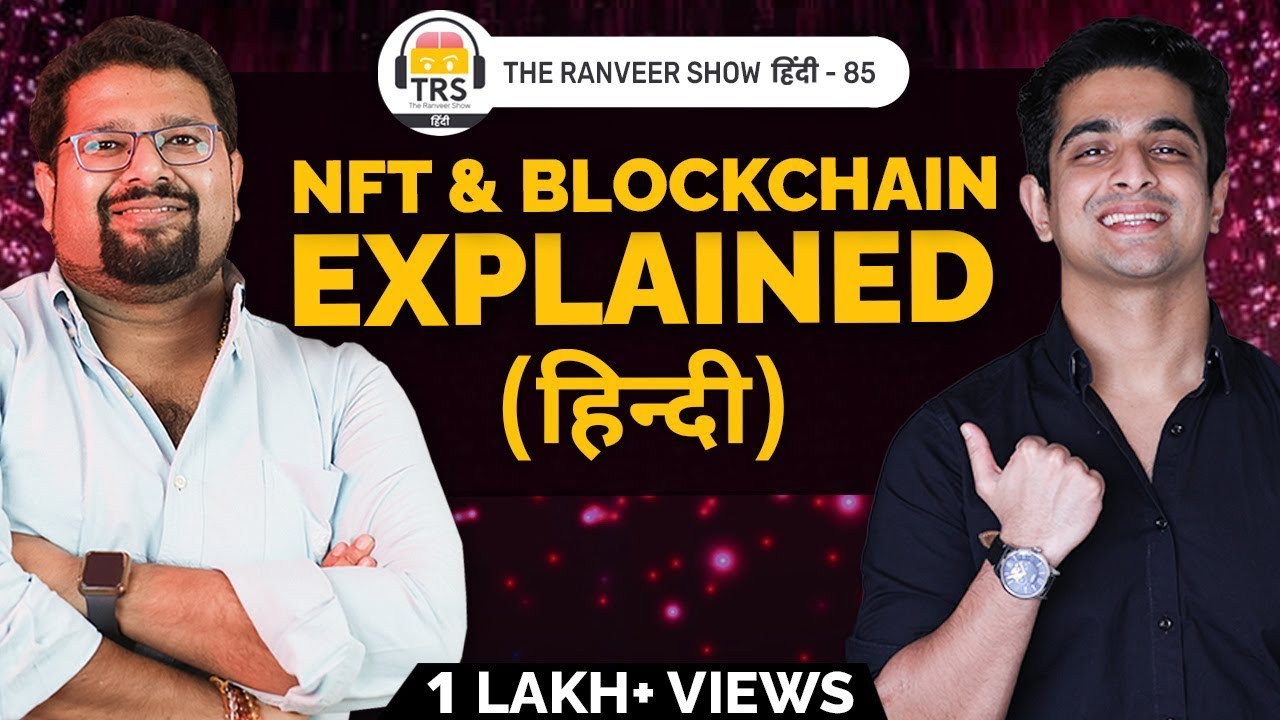 TRS
The Ranveer Show
हिंदी
THE RANVEER SHOW हिंदी - 85
NFT & BLOCKCHAIN
EXPLAINED
(हिन्दी)
1 LAKH+ VIEWS